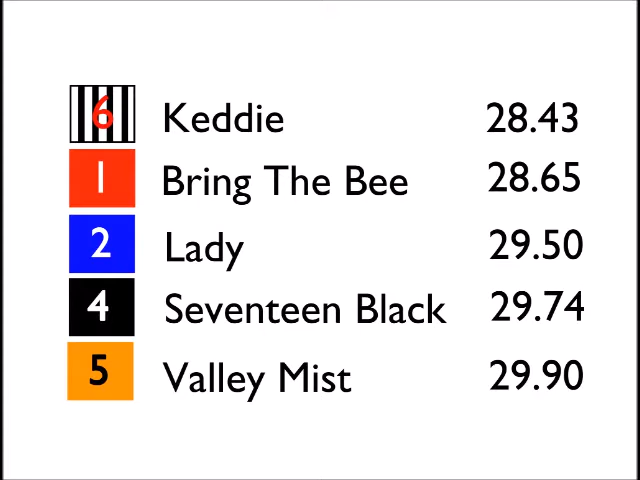 6 Keddie 28.43
1 Bring The Bee 28.65
2 Lady 29.50
4 Seventeen Black 29.74
5 Valley Mist 29.90